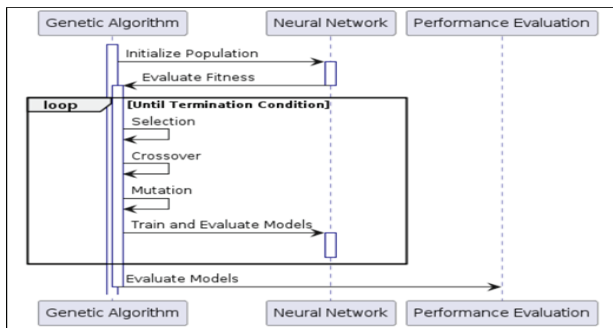 Genetic Algorithm Neural Network Performance Evaluation
Initialize Population
Evaluate Fitness
loop [Until Termination Condition]
Selection
Crossover
Mutation
Train and Evaluate Models
Evaluate Models
Genetic Algorithm Neural Network Performance Evaluation